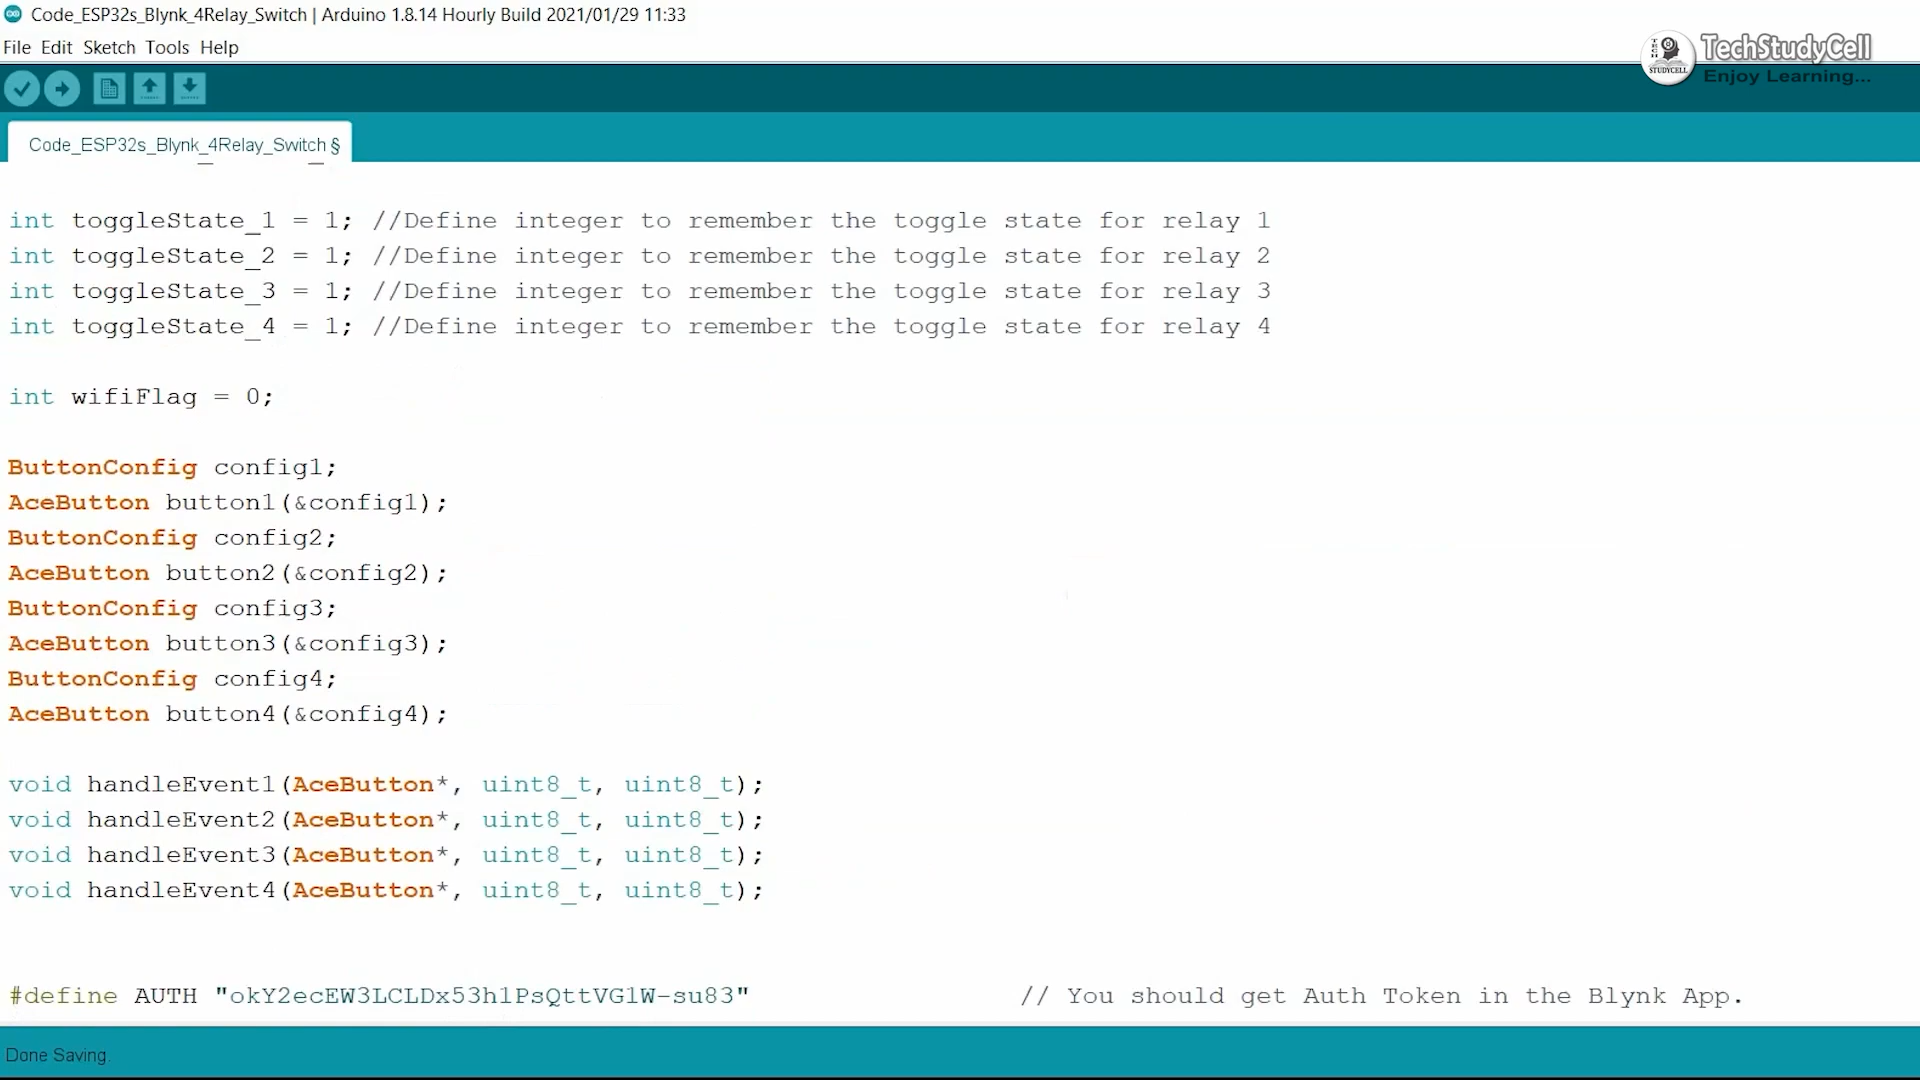 Code_ESP32s_Blynk_4Relay_Switch | Arduino 1.8.14 Hourly Build 2021/01/29 11:33
File Edit Sketch Tools Help
TECH STUDYCELL
TechStudyCell
Enjoy Learning...
Code_ESP32s_Blynk_4Relay_Switch §
int toggleState_1 = 1; //Define integer to remember the toggle state for relay 1
int toggleState_2 = 1; //Define integer to remember the toggle state for relay 2
int toggleState_3 = 1; //Define integer to remember the toggle state for relay 3
int toggleState_4 = 1; //Define integer to remember the toggle state for relay 4
int wifiFlag = 0;
ButtonConfig config1;
AceButton button1(&config1);
ButtonConfig config2;
AceButton button2(&config2);
ButtonConfig config3;
AceButton button3(&config3);
ButtonConfig config4;
AceButton button4(&config4);
void handleEvent1(AceButton*, uint8_t, uint8_t);
void handleEvent2(AceButton*, uint8_t, uint8_t);
void handleEvent3(AceButton*, uint8_t, uint8_t);
void handleEvent4(AceButton*, uint8_t, uint8_t);
#define AUTH "okY2ecEW3LCLDx53h1PsQttVG1W-su83" // You should get Auth Token in the Blynk App.
Done Saving.